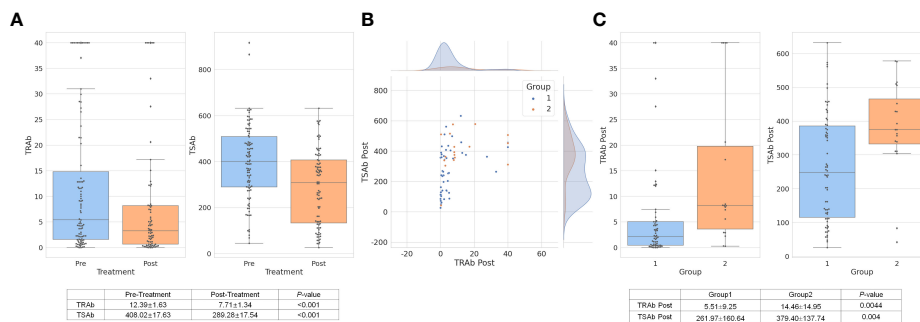 A
B
C
40
35
30
25
20
15
10
5
0
TRAb
Pre
Post
Treatment
800
600
400
200
0
TSAb
Pre
Post
Treatment
Group
1
2
800
600
400
200
0
-200
TSAb Post
-20
0
20
40
60
TRAb Post
40
35
30
25
20
15
10
5
0
TRAb Post
1
2
Group
600
500
400
300
200
100
0
TSAb Post
1
2
Group
Pre-Treatment Post-Treatment P-value
TRAb 12.39±1.63 7.71±1.34 <0.001
TSAb 408.02±17.63 289.28±17.54 <0.001
Group1 Group2 P-value
TRAb Post 5.51±9.25 14.46±14.95 0.0044
TSAb Post 261.97±160.64 379.40±137.74 0.004